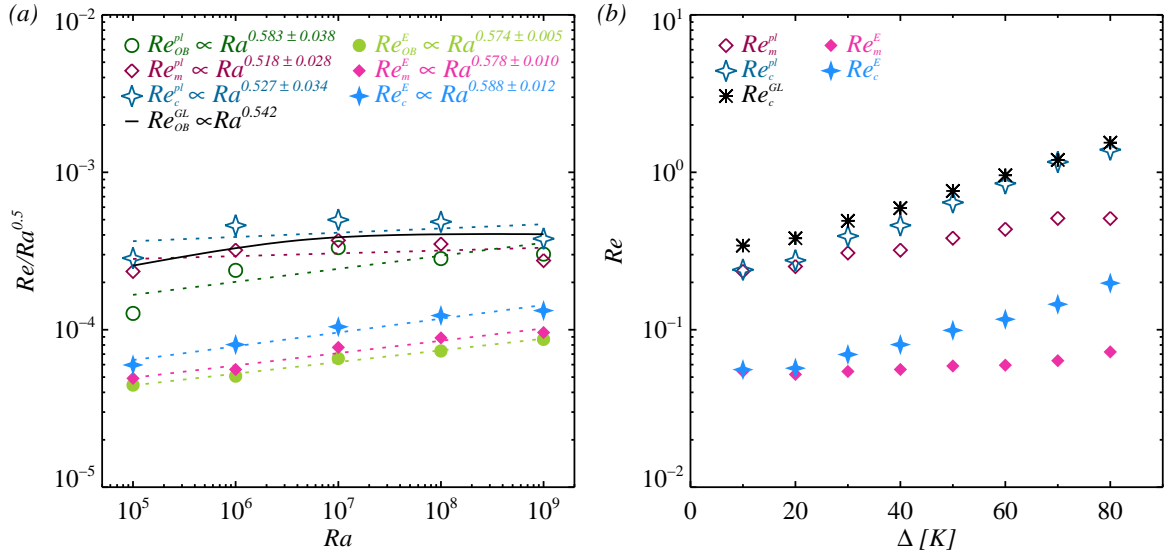 (a)
10^-2
10^-3
10^-4
10^-5
Re/Ra^0.5
Re_OB^pl ∝ Ra^0.583 ± 0.038
Re_m^pl ∝ Ra^0.518 ± 0.028
Re_c^pl ∝ Ra^0.527 ± 0.034
Re_OB^GL ∝ Ra^0.542
Re_OB^E ∝ Ra^0.574 ± 0.005
Re_m^E ∝ Ra^0.578 ± 0.010
Re_c^E ∝ Ra^0.588 ± 0.012
10^5 10^6 10^7 10^8 10^9
Ra
(b)
10^1
10^0
10^-1
10^-2
Re
Re_m^pl
Re_c^pl
Re_c^GL
Re_m^E
Re_c^E
0 20 40 60 80
Δ [K]